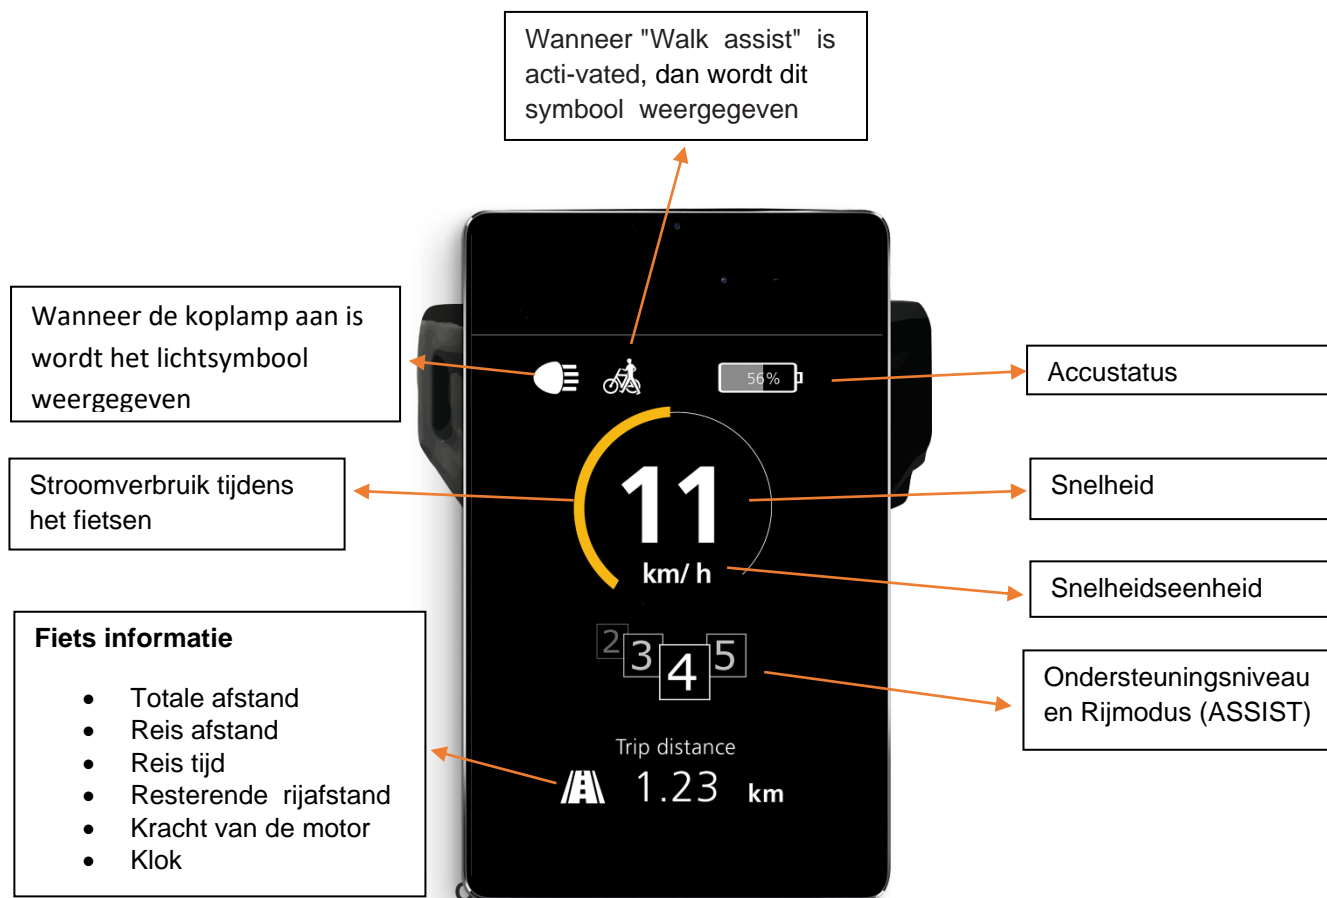 Wanneer "Walk assist" is
acti-vated, dan wordt dit
symbool weergegeven
Wanneer de koplamp aan is
wordt het lichtsymbool
weergegeven
56%
Accustatus
Stroomverbruik tijdens
het fietsen
11
km/ h
Snelheid
Snelheidseenheid
Fiets informatie
• Totale afstand
• Reis afstand
• Reis tijd
• Resterende rijafstand
• Kracht van de motor
• Klok
2 3 4 5
Ondersteuningsniveau
en Rijmodus (ASSIST)
Trip distance
1.23 km